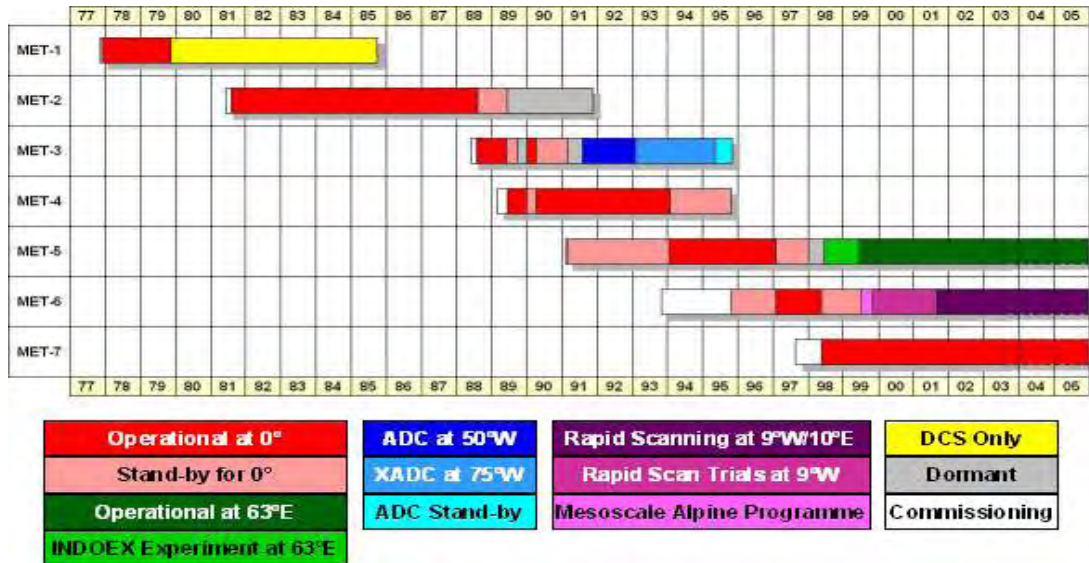 77 78 79 80 81 82 83 84 85 86 87 88 89 90 91 92 93 94 95 96 97 98 99 00 01 02 03 04 05
MET-1
MET-2
MET-3
MET-4
MET-5
MET-6
MET-7
77 78 79 80 81 82 83 84 85 86 87 88 89 90 91 92 93 94 95 96 97 98 99 00 01 02 03 04 05
Operational at 0° ADC at 50°W Rapid Scanning at 9°W/10°E DCS Only
Stand-by for 0° XADC at 75°W Rapid Scan Trials at 9°W Dormant
Operational at 63°E ADC Stand-by Mesoscale Alpine Programme Commissioning
INDOEX Experiment at 63°E